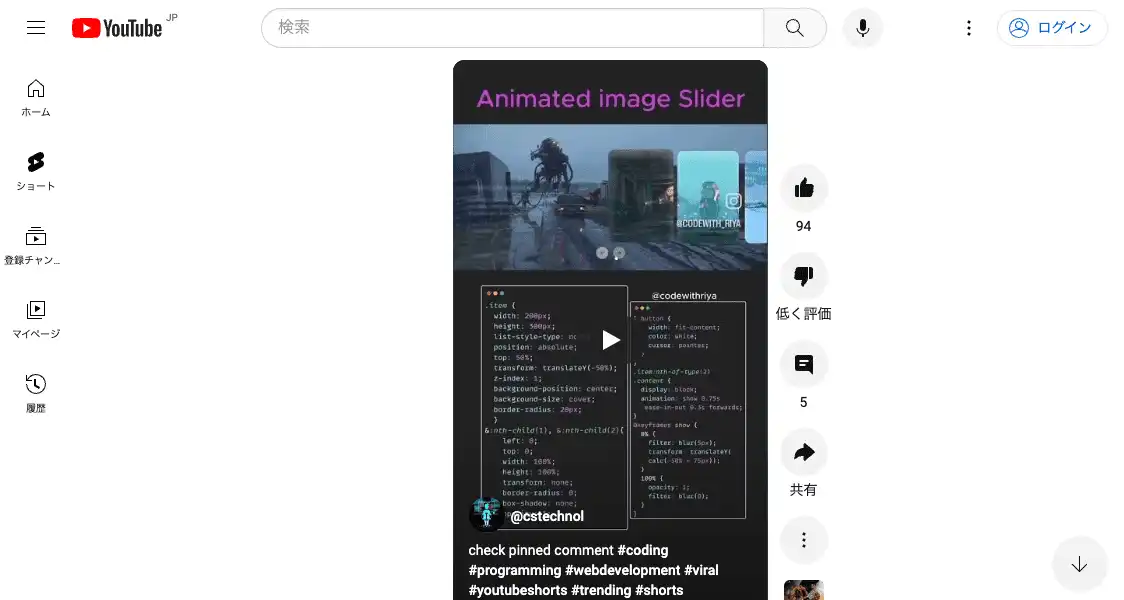 YouTube JP
検索
ログイン
ホーム
ショート
登録チャン...
マイページ
履歴
Animated image Slider
@CODEWITH_RIYA
@codewithriya
.item {
width: 200px;
height: 300px;
list-style-type:
position: absolute;
top: 50%;
transform: translateY(-50%);
z-index: 1;
background-position: center;
background-size: cover;
border-radius: 20px;
}
&:nth-child(1), &:nth-child(2){
left: 0;
top: 0;
width: 100%;
height: 100%;
transform: none;
border-radius: 0;
box-shadow: none;
button {
width: fit-content;
color: white;
cursor: pointer;
}
}
.item:nth-of-type(2)
.content {
display: block;
animation: show 0.75s
ease-in-out 0.3s forwards;
}
@keyframes show {
0% {
filter: blur(5px);
transform: translateY(
calc(-50% + 75px));
}
100% {
opacity: 1;
filter: blur(0);
}
}
@cstechnol
check pinned comment #coding
#programming #webdevelopment #viral
#youtubeshorts #trending #shorts
94
低く評価
5
共有